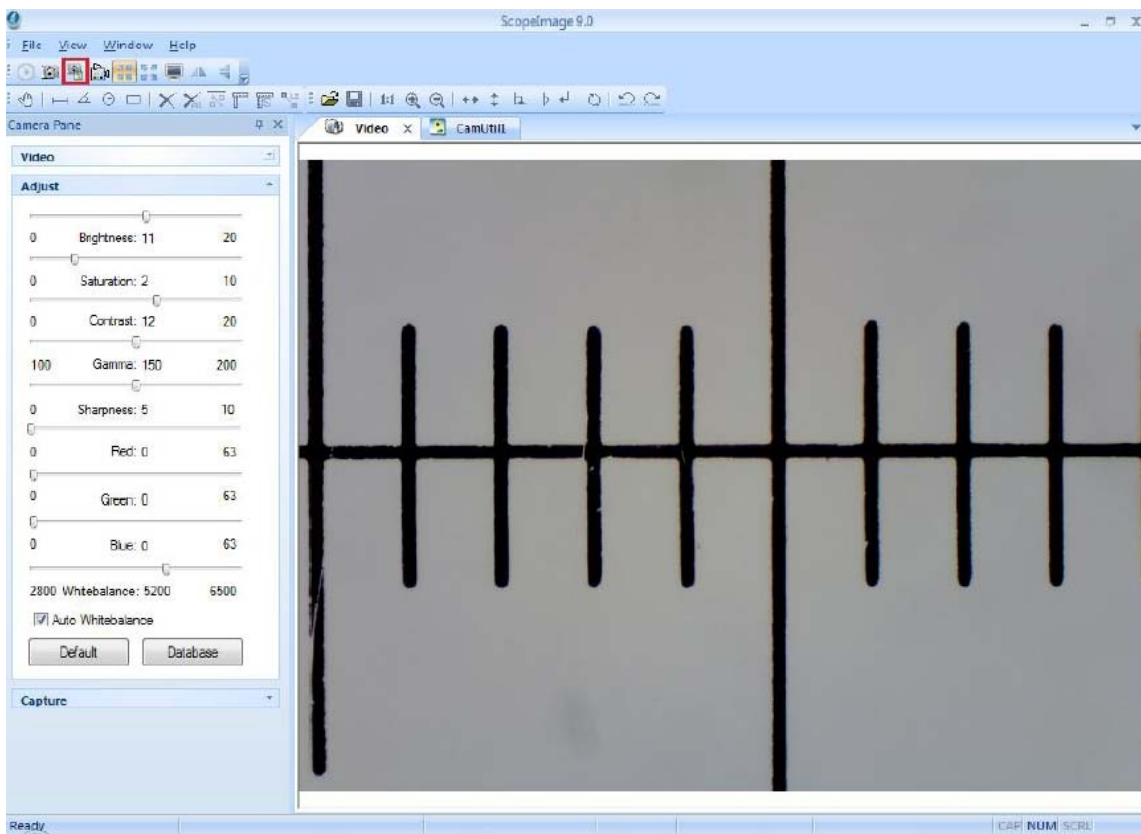 ScopeImage 9.0
File View Window Help
Camera Pane
Video X CamUtil1
Video
Adjust
0 Brightness: 11 20
0 Saturation: 2 10
0 Contrast: 12 20
100 Gamma: 150 200
0 Sharpness: 5 10
0 Red: 0 63
0 Green: 0 63
0 Blue: 0 63
2800 Whitebalance: 5200 6500
Auto Whitebalance
Default Database
Capture
Ready CAP NUM SCRL